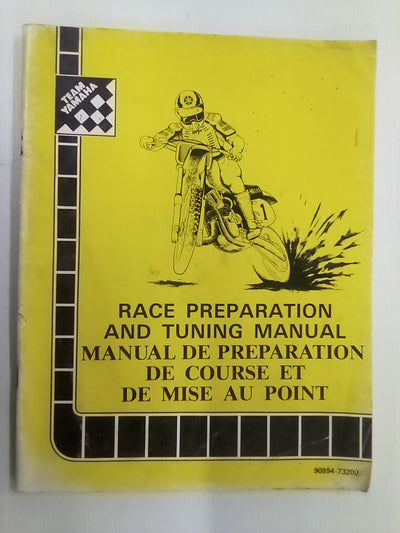 TEAM
YAMAHA
RACE PREPARATION
AND TUNING MANUAL
MANUAL DE PREPARATION
DE COURSE ET
DE MISE AU POINT
90894-73200